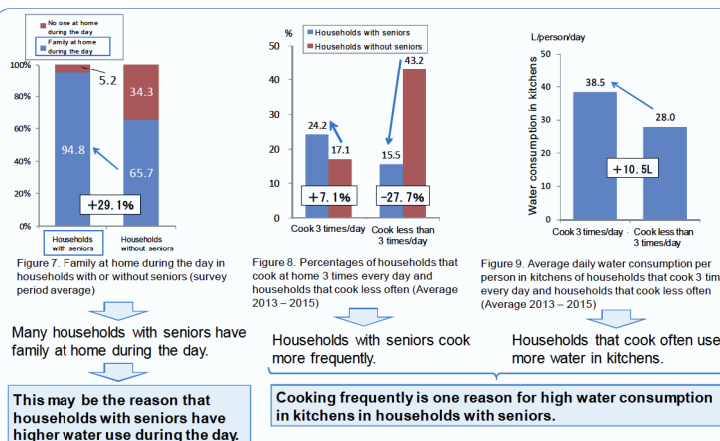 No one at home
during the day
Family at home
during the day
100%
80%
60%
40%
20%
0%
5.2
34.3
94.8
65.7
+29.1%
Households
with seniors
Households
without seniors
Figure 7. Family at home during the day in
households with or without seniors (survey
period average)
Many households with seniors have
family at home during the day.
This may be the reason that
households with seniors have
higher water use during the day.
%
Households with seniors
Households without seniors
50
40
30
20
10
0
24.2
17.1
15.5
43.2
+7.1%
-27.7%
Cook 3 times/day
Cook less than
3 times/day
Figure 8. Percentages of households that
cook at home 3 times every day and
households that cook less often (Average
2013 – 2015)
Households with seniors cook
more frequently.
L/person/day
Water consumption in kitchens
50
40
30
20
10
0
38.5
28.0
+10.5L
Cook 3 times/day
Cook less than
3 times/day
Figure 9. Average daily water consumption per
person in kitchens of households that cook 3 tim
every day and households that cook less often
(Average 2013 – 2015)
Households that cook often use
more water in kitchens.
Cooking frequently is one reason for high water consumption
in kitchens in households with seniors.